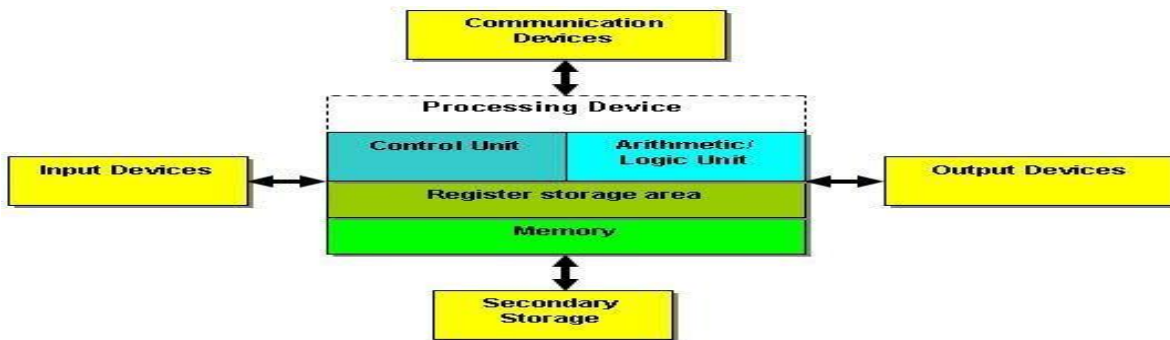 Communication
Devices
Processing Device
Control Unit
Arithmetic/
Logic Unit
Input Devices
Output Devices
Register storage area
Memory
Secondary
Storage